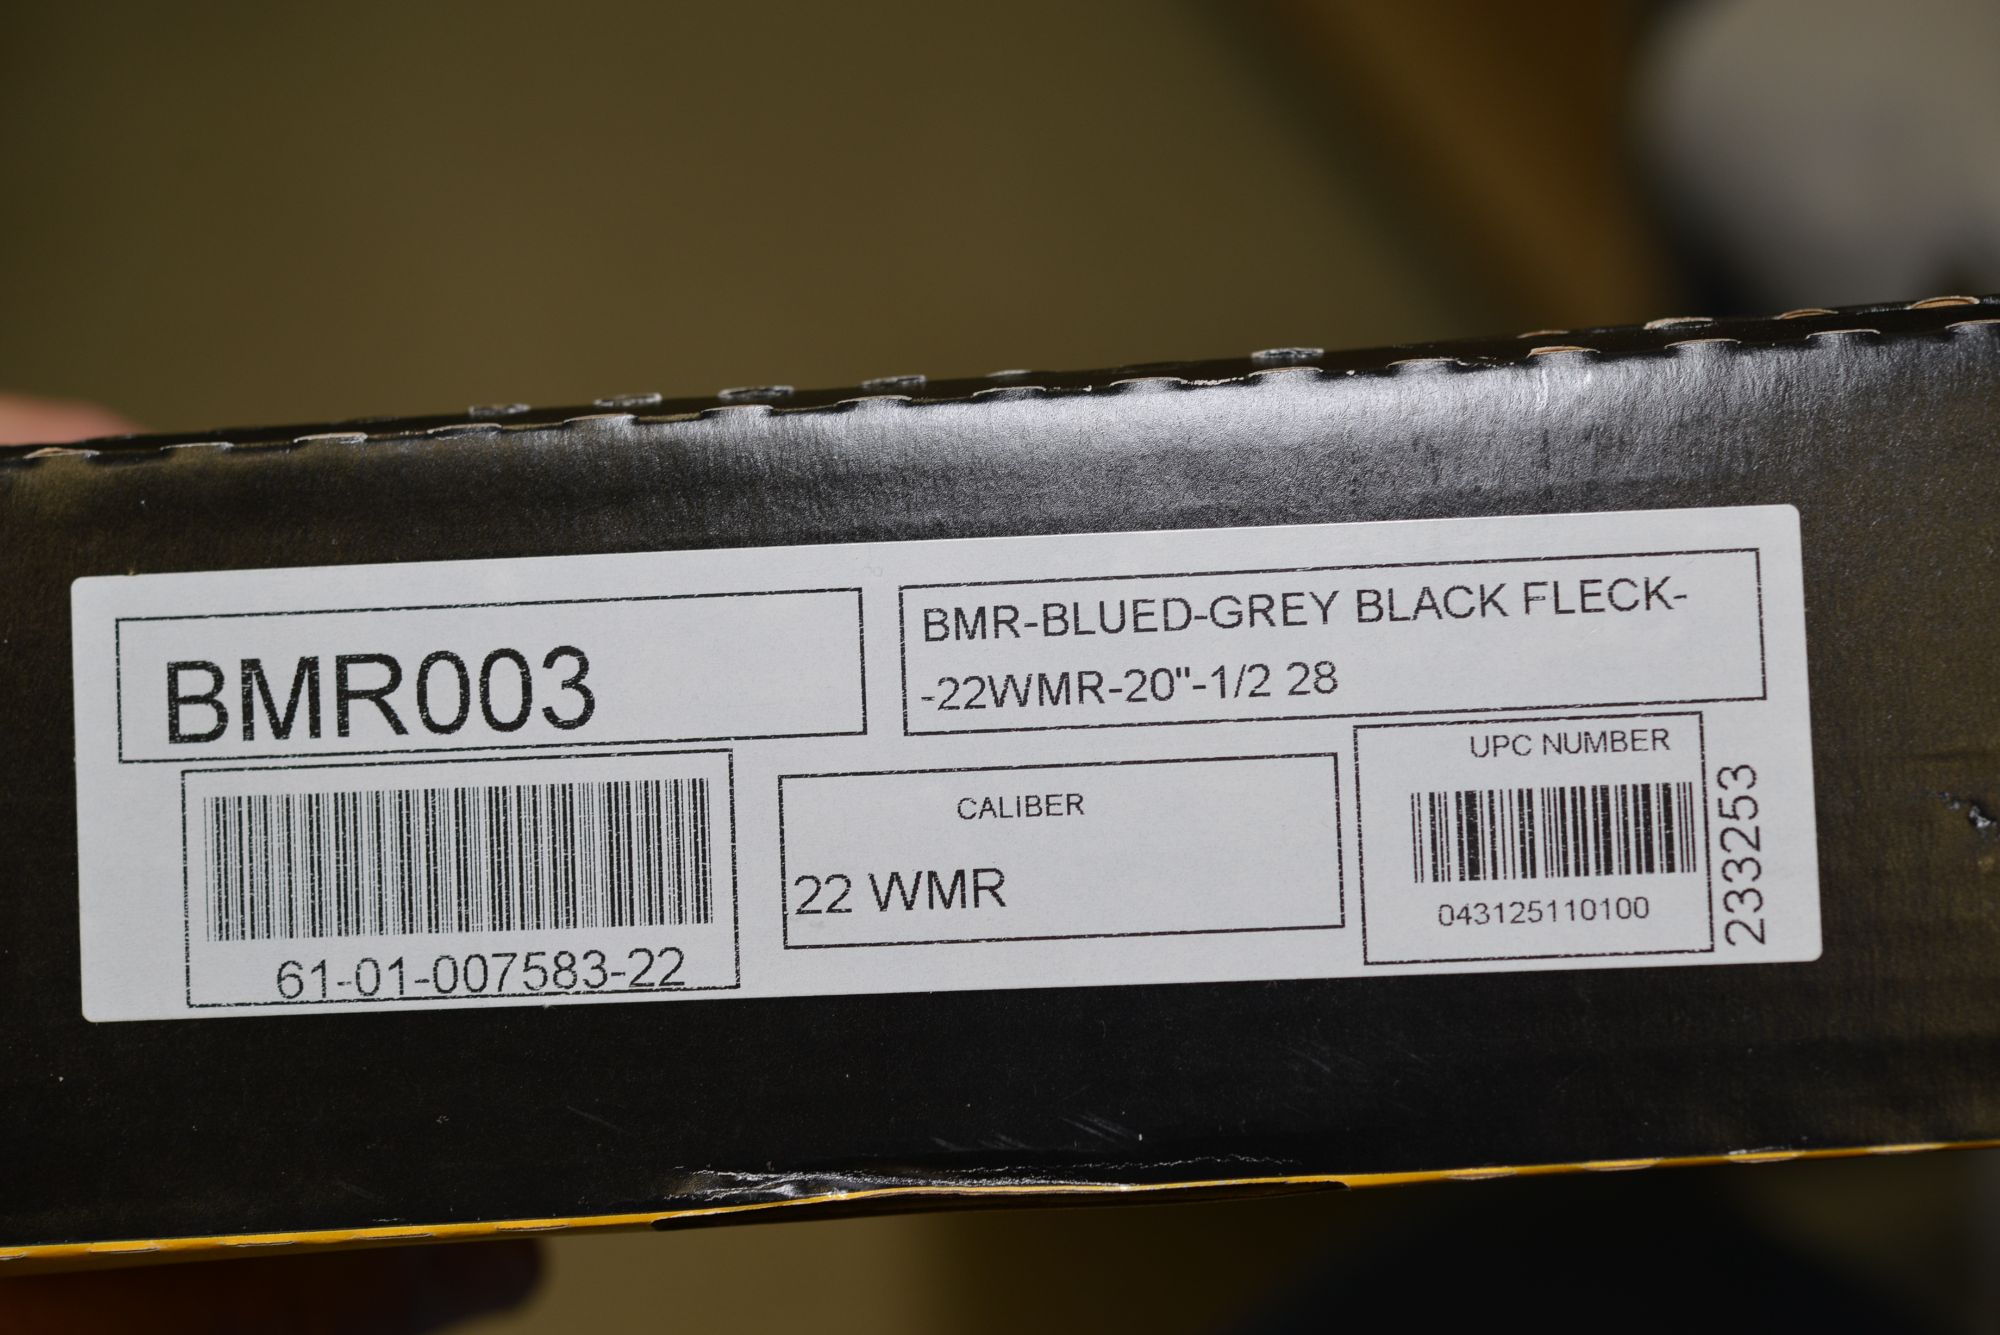 BMR003
BMR-BLUED-GREY BLACK FLECK-
-22WMR-20"-1/2 28
61-01-007583-22
CALIBER
22 WMR
UPC NUMBER
043125110100
233253